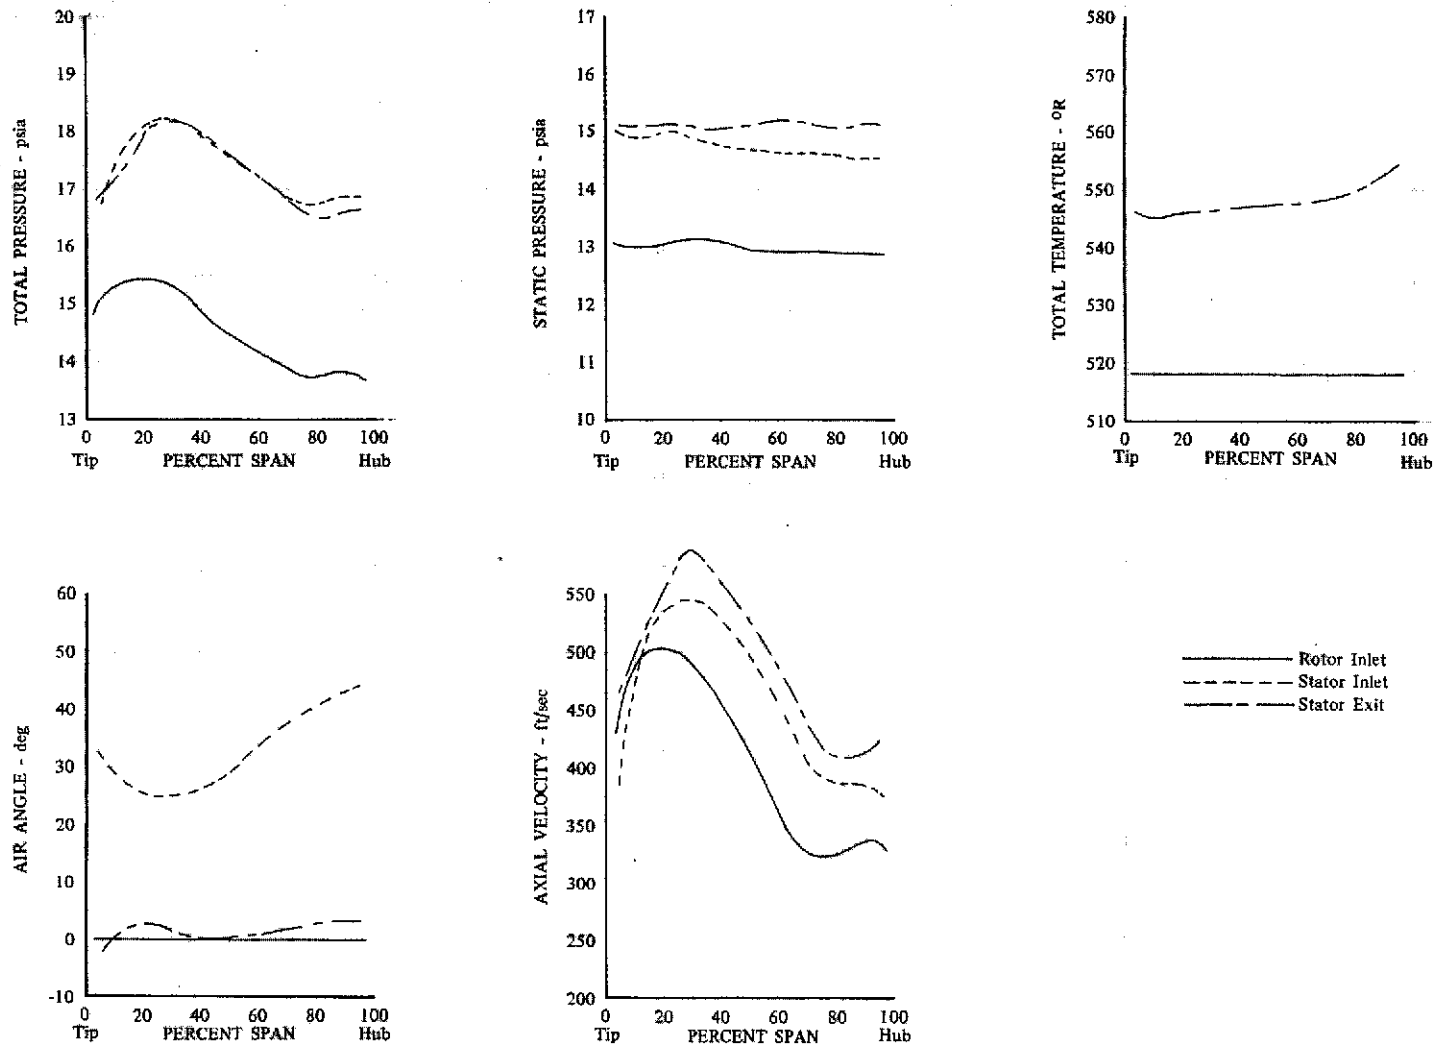 TOTAL PRESSURE - psia
20
19
18
17
16
15
14
13
0 20 40 60 80 100
Tip PERCENT SPAN Hub
STATIC PRESSURE - psia
17
16
15
14
13
12
11
10
0 20 40 60 80 100
Tip PERCENT SPAN Hub
TOTAL TEMPERATURE - °R
580
570
560
550
540
530
520
510
0 20 40 60 80 100
Tip PERCENT SPAN Hub
AIR ANGLE - deg
60
50
40
30
20
10
0
-10
0 20 40 60 80 100
Tip PERCENT SPAN Hub
AXIAL VELOCITY - ft/sec
550
500
450
400
350
300
250
200
0 20 40 60 80 100
Tip PERCENT SPAN Hub
Rotor Inlet
Stator Inlet
Stator Exit